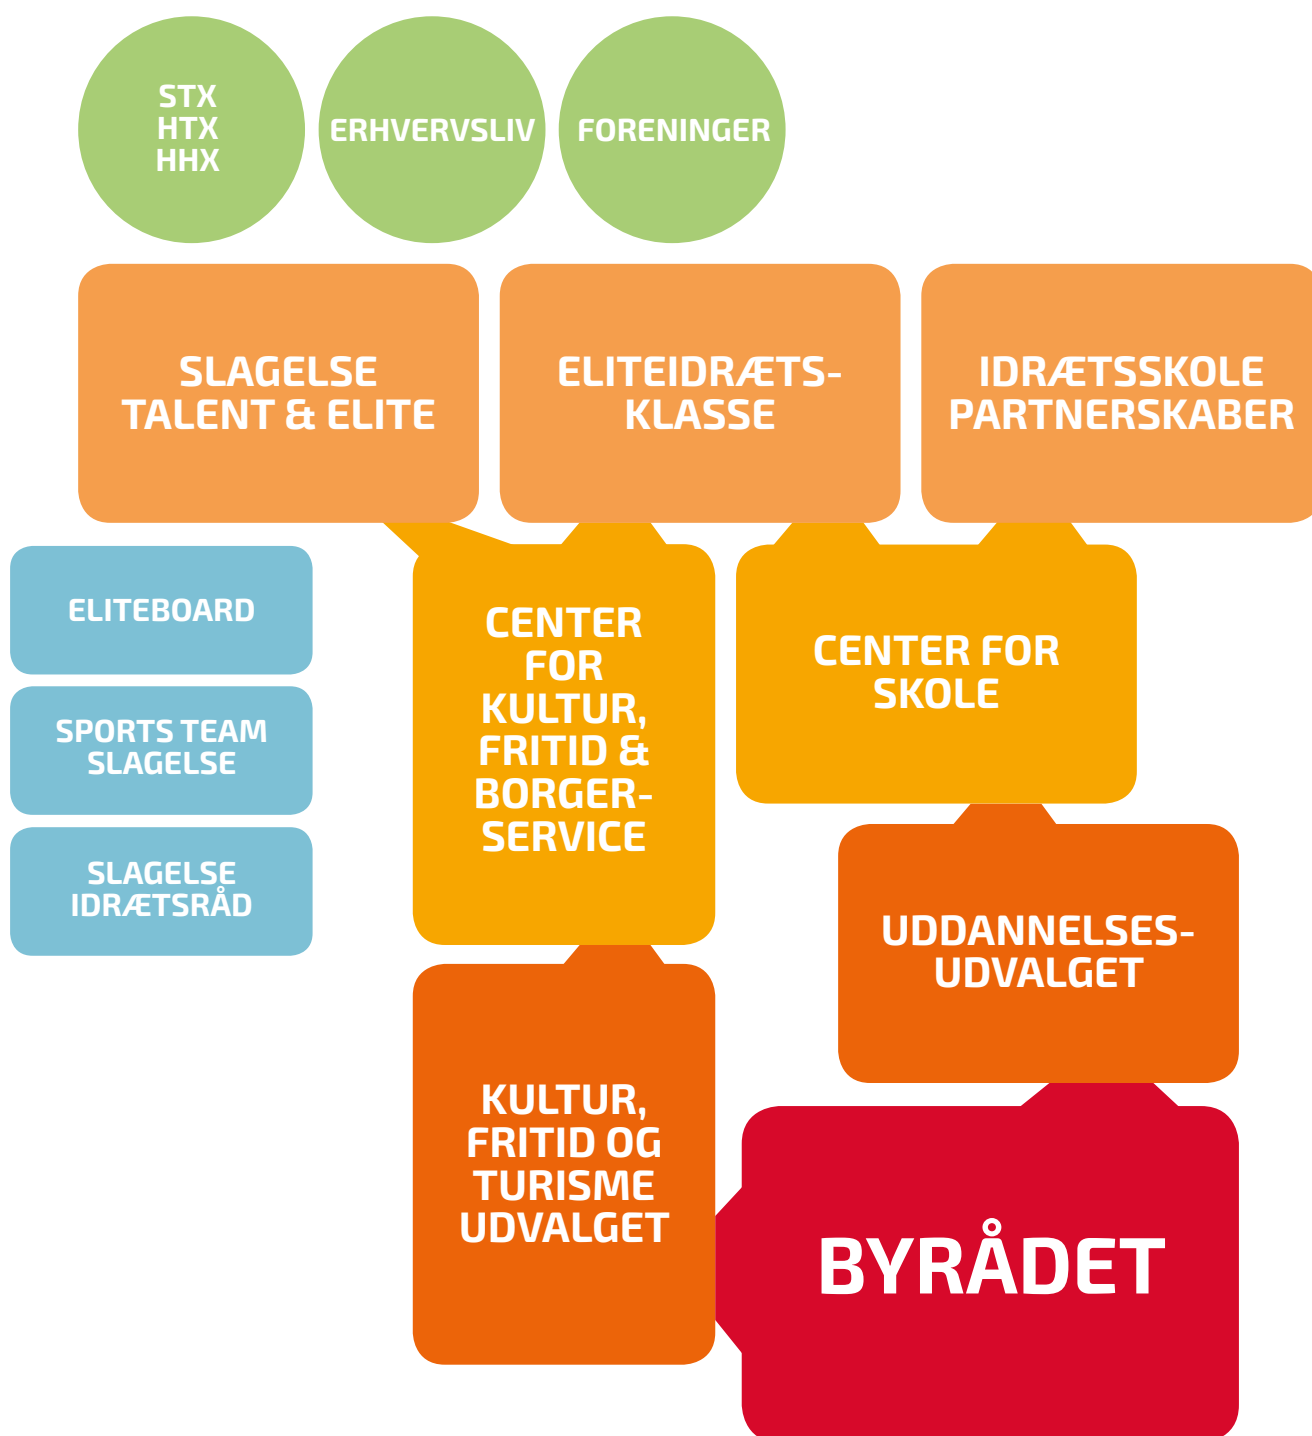 STX
HTX
HHX
ERHVERVSLIV
FORENINGER
SLAGELSE
TALENT & ELITE
ELITEIDRÆTS-
KLASSE
IDRÆTSSKOLE
PARTNERSKABER
ELITEBOARD
SPORTS TEAM
SLAGELSE
SLAGELSE
IDRÆTSRÅD
CENTER
FOR
KULTUR,
FRITID &
BORGER-
SERVICE
CENTER FOR
SKOLE
UDDANNELSES-
UDVALGET
KULTUR,
FRITID OG
TURISME
UDVALGET
BYRÅDET